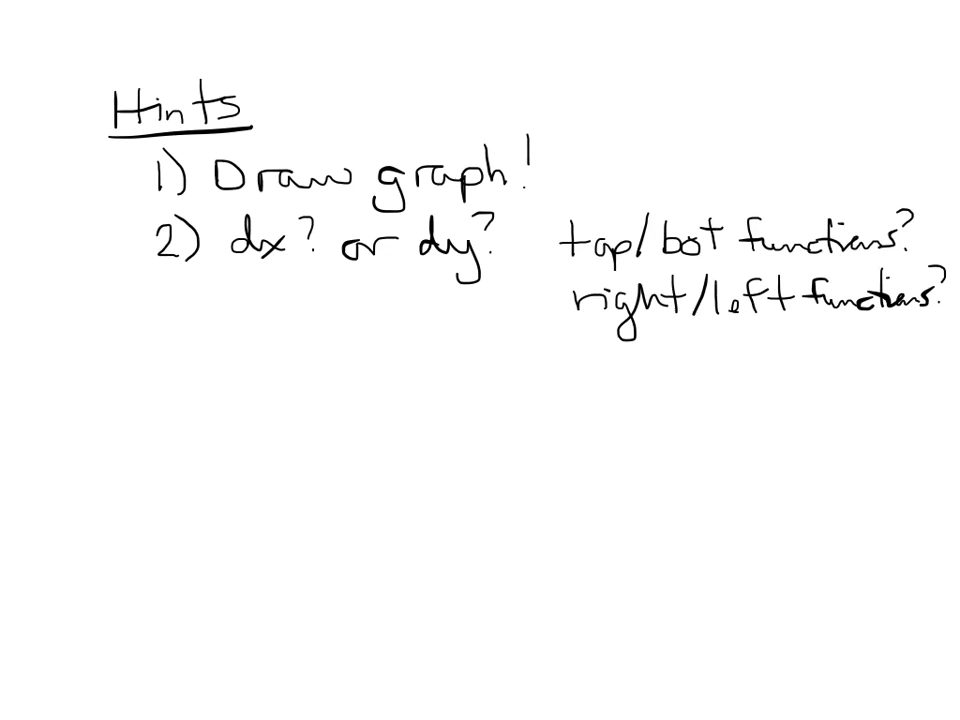 Hints
1) Draw graph!
2) dx? or dy? top/bot functions?
right/left functions?